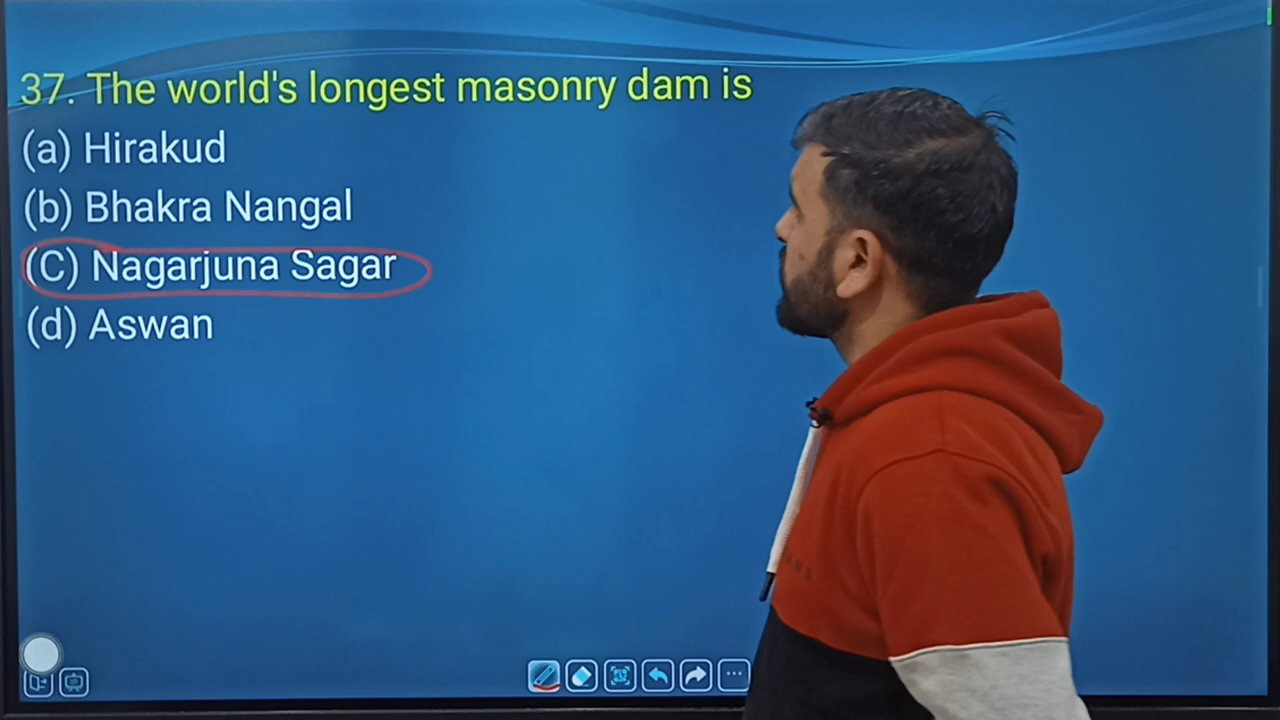 37. The world's longest masonry dam is
(a) Hirakud
(b) Bhakra Nangal
(C) Nagarjuna Sagar
(d) Aswan